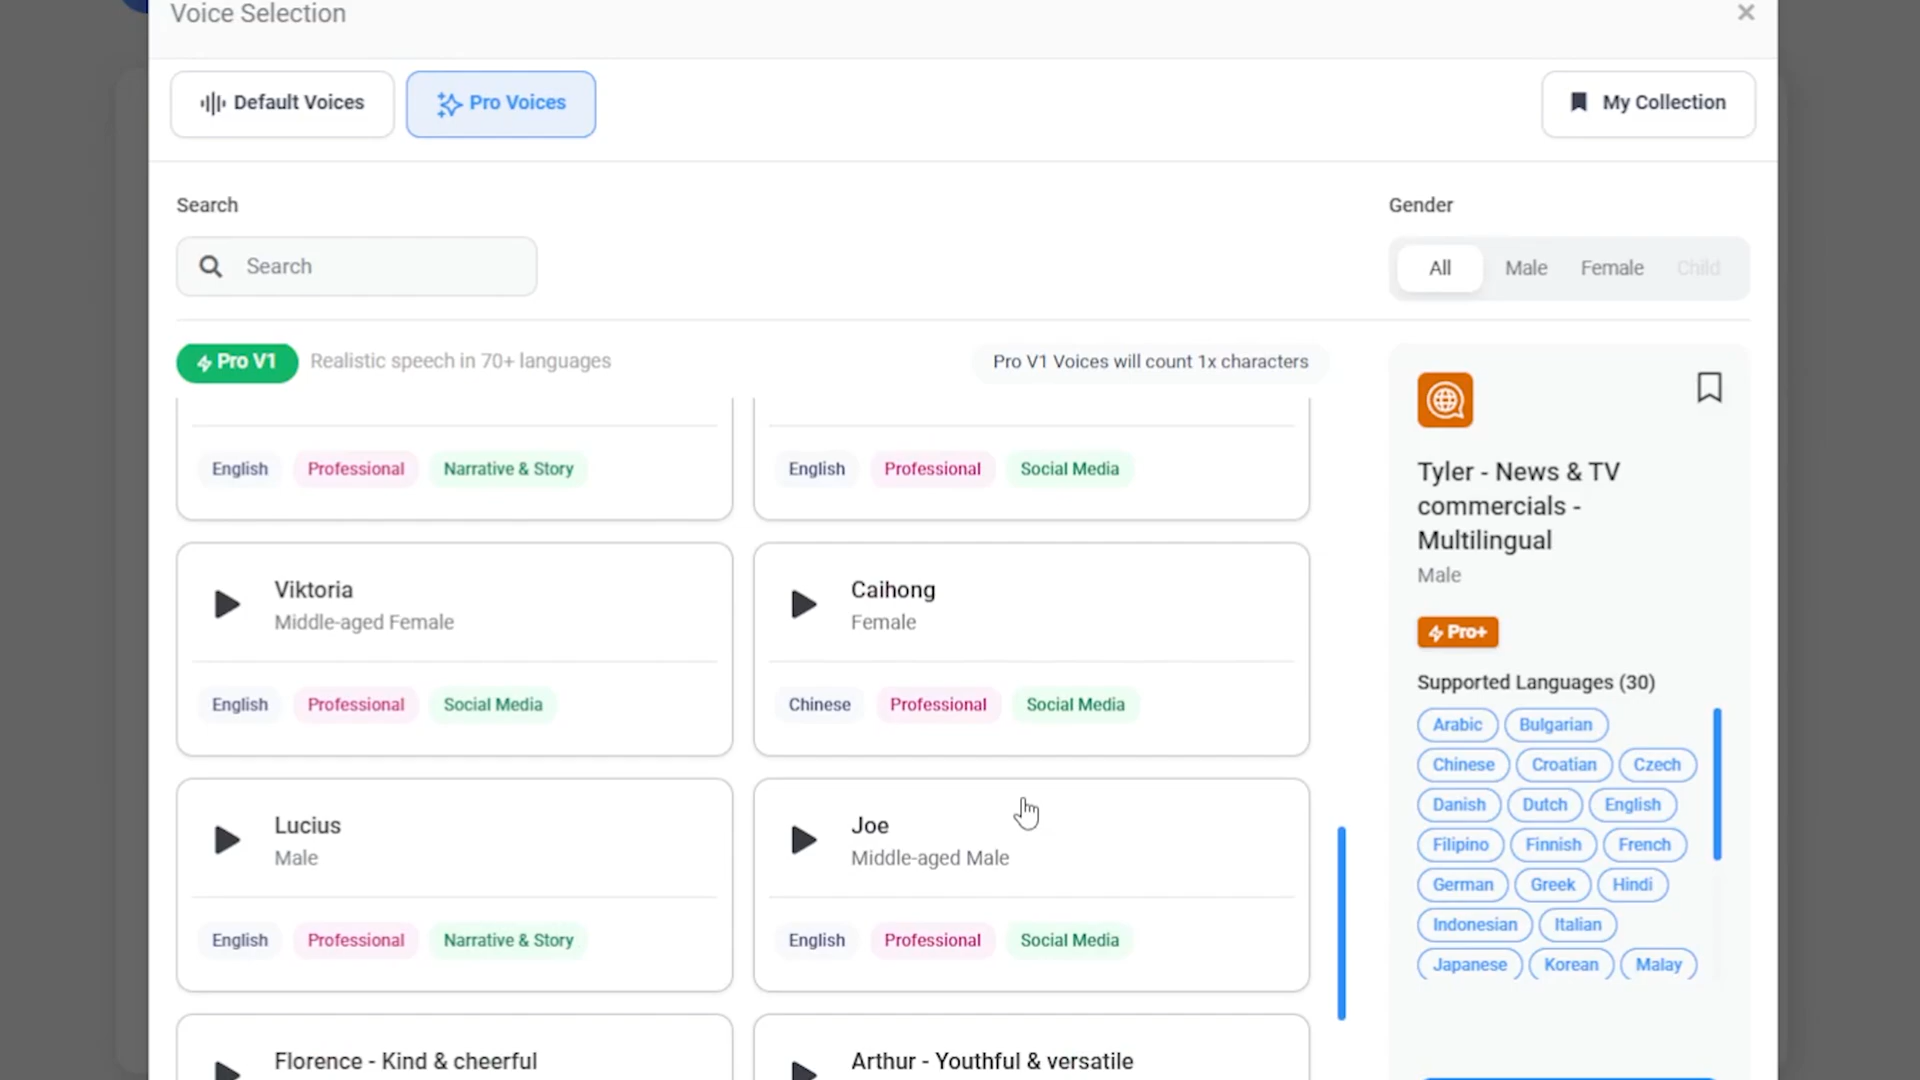 Voice Selection
Default Voices
Pro Voices
My Collection
Search
Gender
Search
All
Male
Female
Child
Pro V1
Realistic speech in 70+ languages
Pro V1 Voices will count 1x characters
English
Professional
Narrative & Story
English
Professional
Social Media
Viktoria
Middle-aged Female
English
Professional
Social Media
Caihong
Female
Chinese
Professional
Social Media
Lucius
Male
English
Professional
Narrative & Story
Joe
Middle-aged Male
English
Professional
Social Media
Florence - Kind & cheerful
Arthur - Youthful & versatile
Tyler - News & TV
commercials -
Multilingual
Male
Pro+
Supported Languages (30)
Arabic
Bulgarian
Chinese
Croatian
Czech
Danish
Dutch
English
Filipino
Finnish
French
German
Greek
Hindi
Indonesian
Italian
Japanese
Korean
Malay